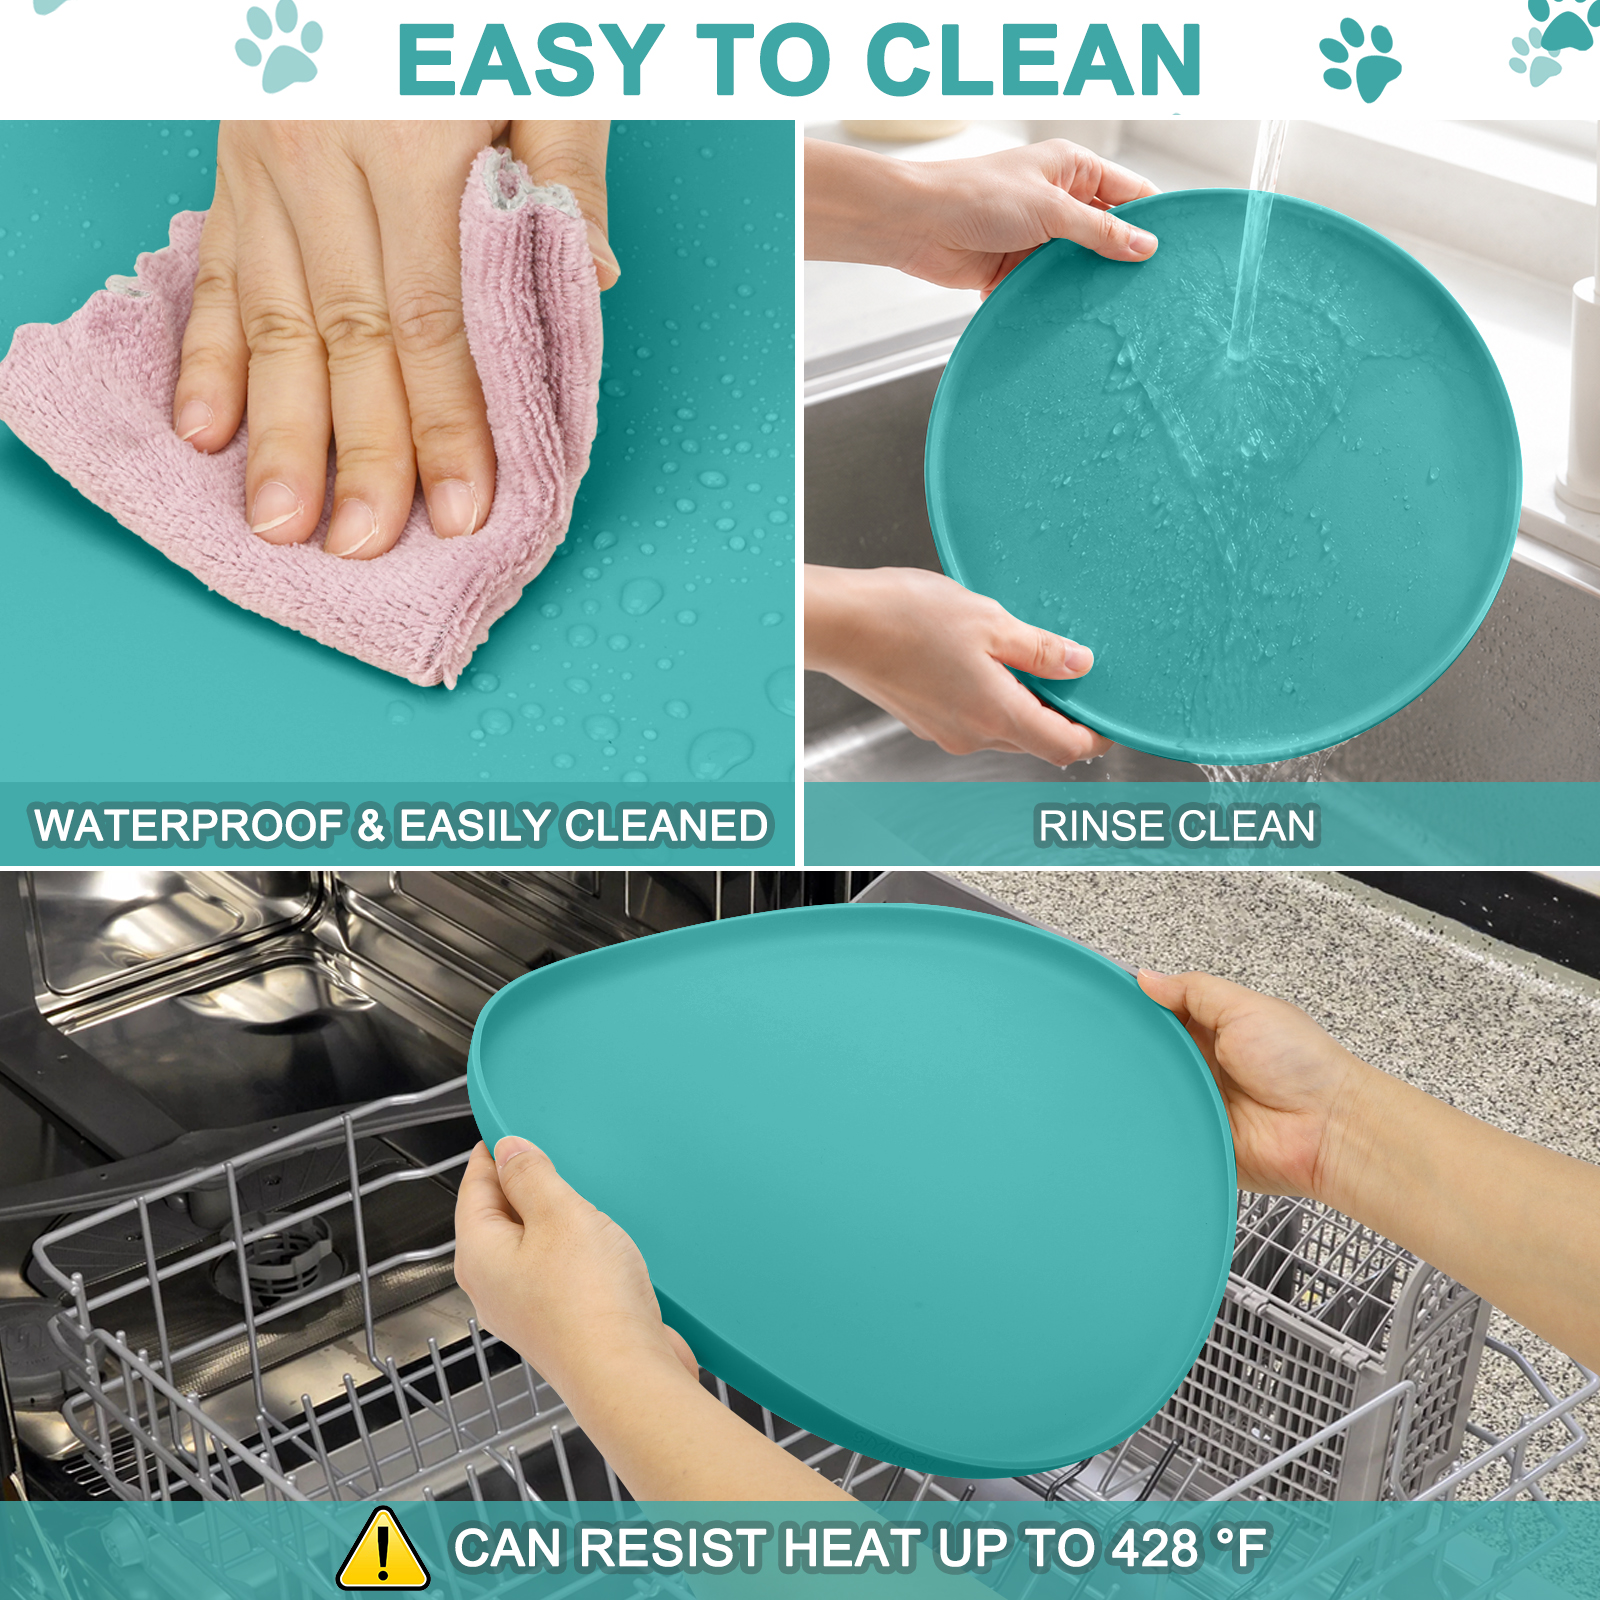 EASY TO CLEAN
WATERPROOF & EASILY CLEANED
RINSE CLEAN
CAN RESIST HEAT UP TO 428 °F